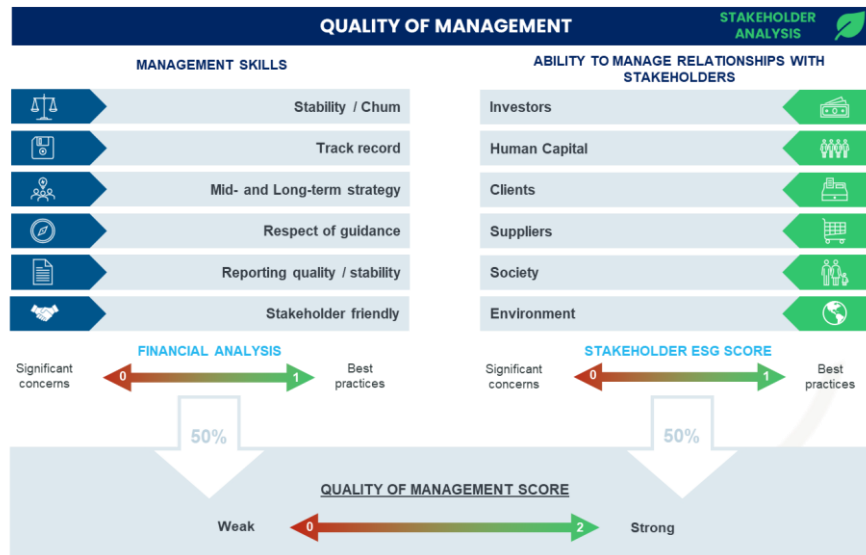 QUALITY OF MANAGEMENT
STAKEHOLDER
ANALYSIS
MANAGEMENT SKILLS
Stability / Chum
Track record
Mid- and Long-term strategy
Respect of guidance
Reporting quality / stability
Stakeholder friendly
FINANCIAL ANALYSIS
Significant
concerns
0
1
Best
practices
50%
ABILITY TO MANAGE RELATIONSHIPS WITH
STAKEHOLDERS
Investors
Human Capital
Clients
Suppliers
Society
Environment
STAKEHOLDER ESG SCORE
Significant
concerns
0
1
Best
practices
50%
QUALITY OF MANAGEMENT SCORE
Weak
0
2
Strong